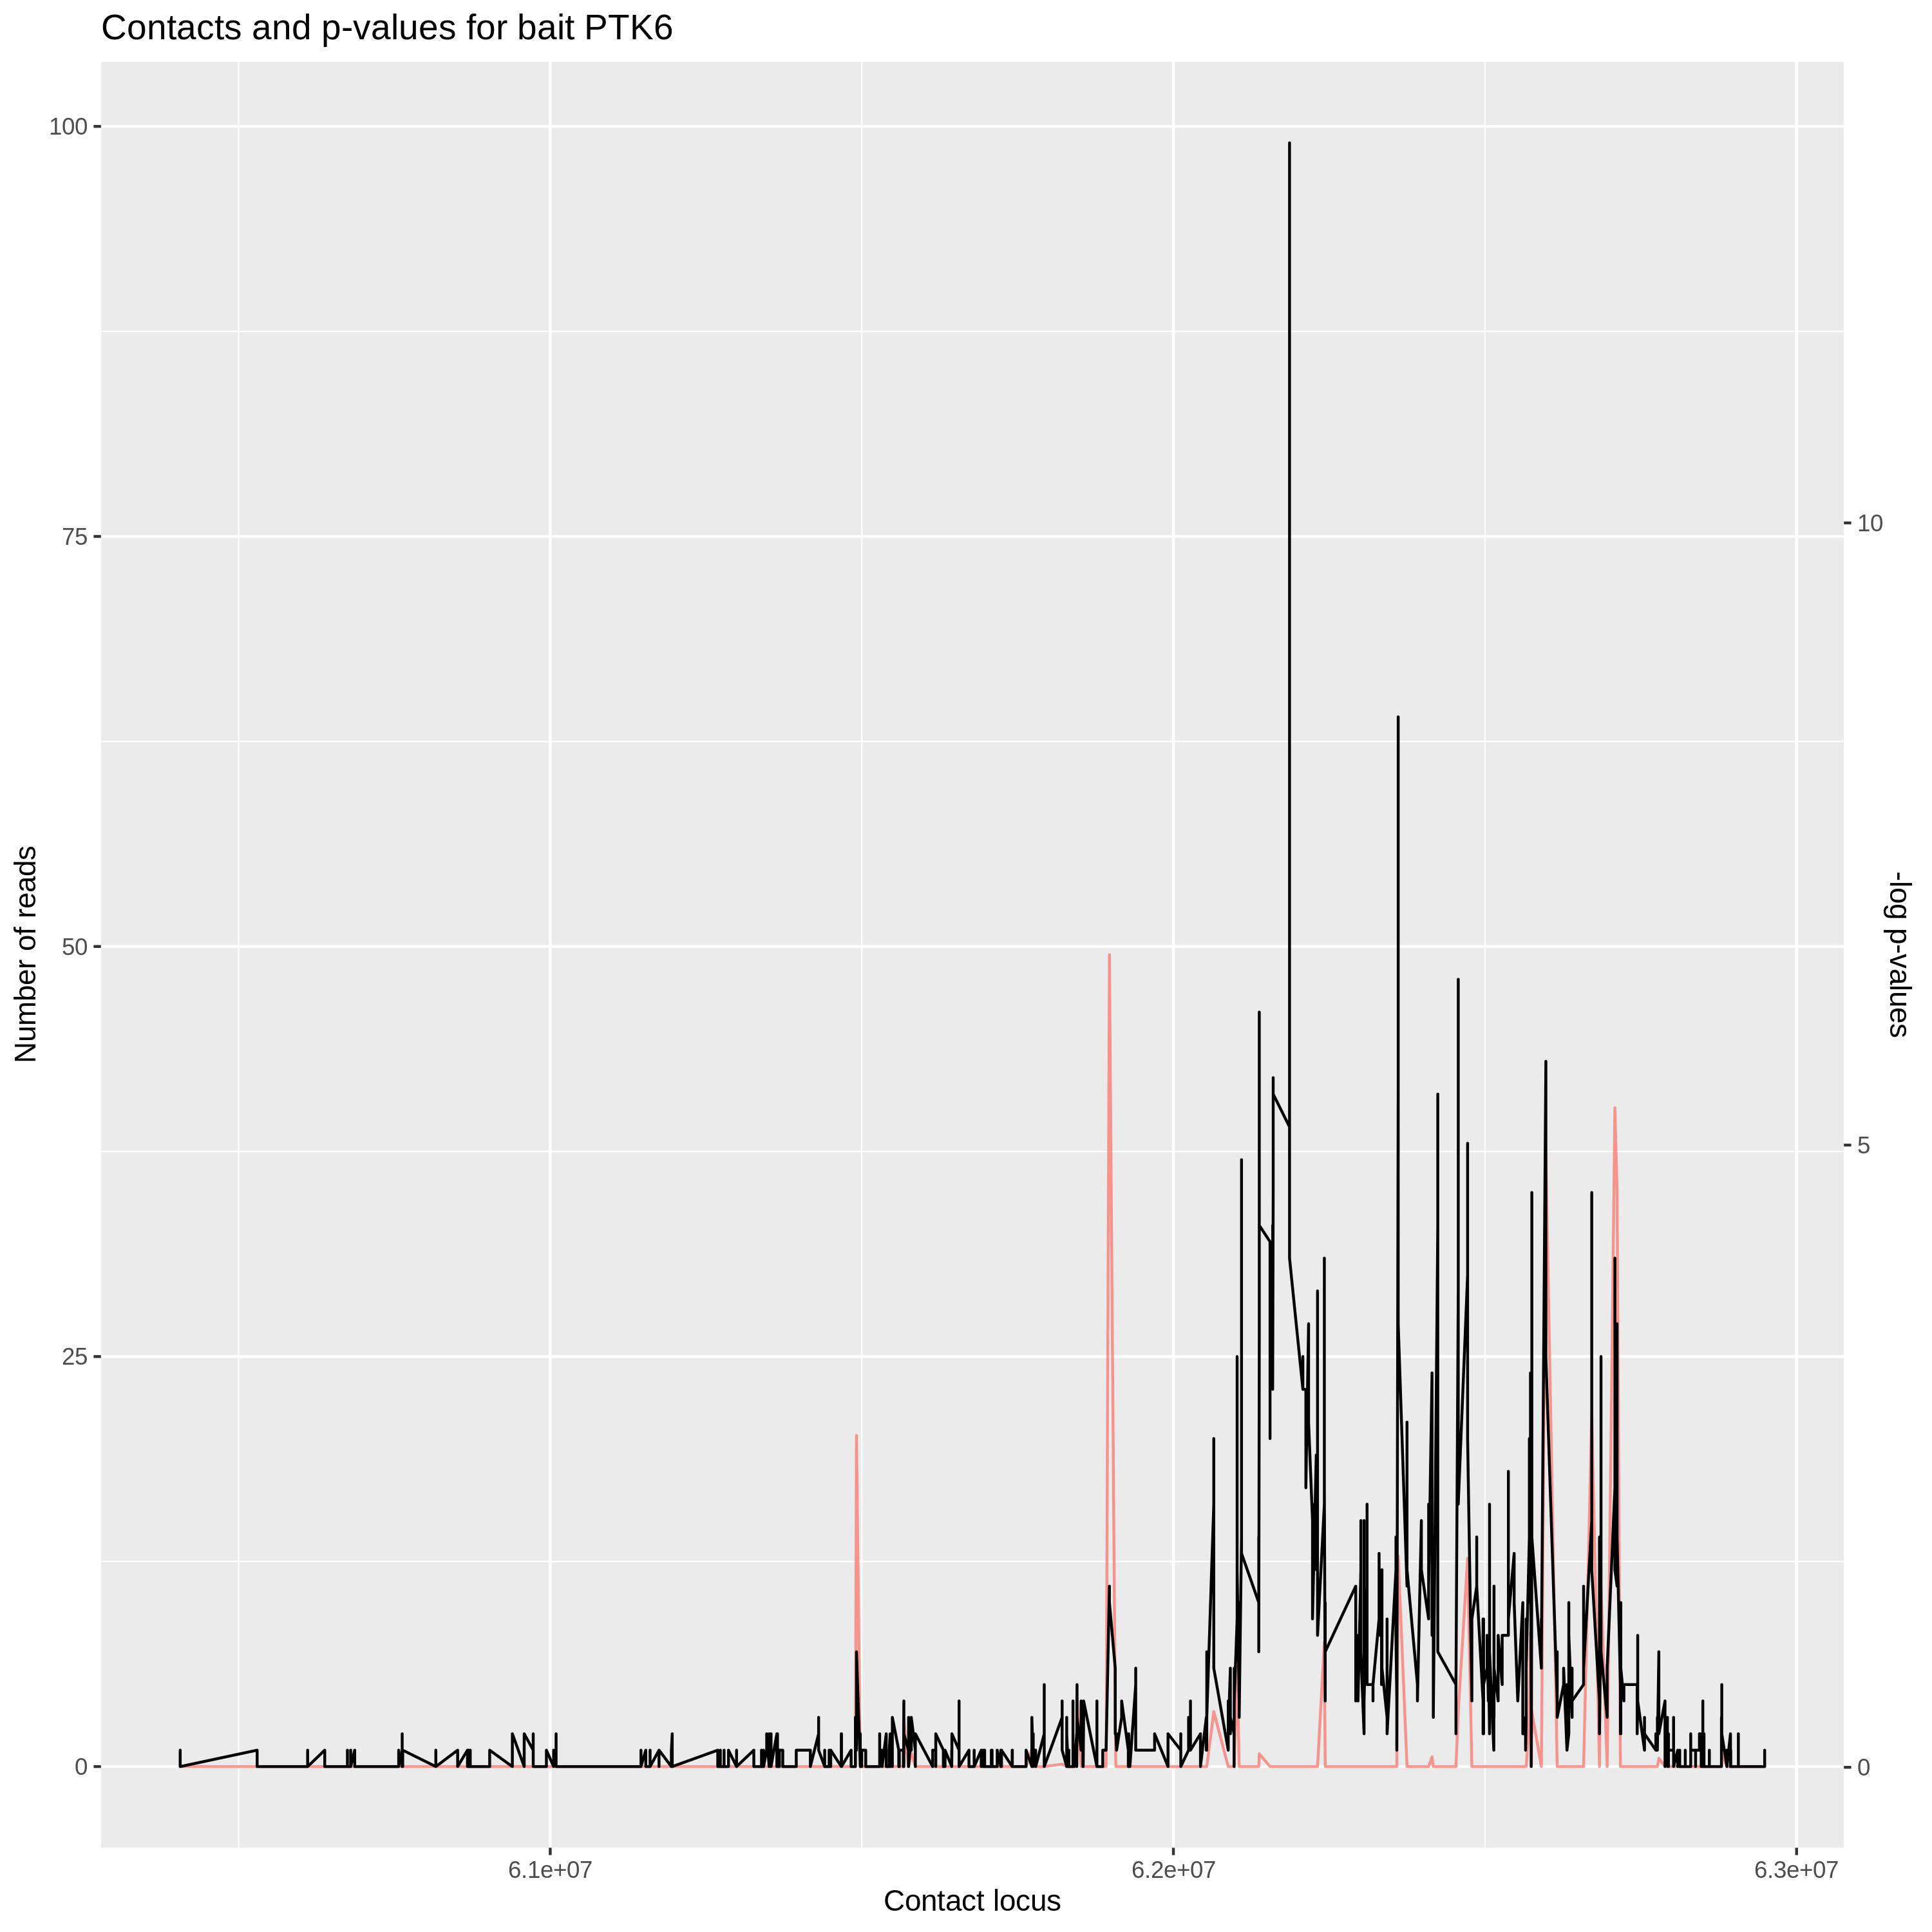 Contacts and p-values for bait PTK6
100
75
50
25
0
Number of reads
10
5
0
-log p-values
6.1e+07
6.2e+07
6.3e+07
Contact locus